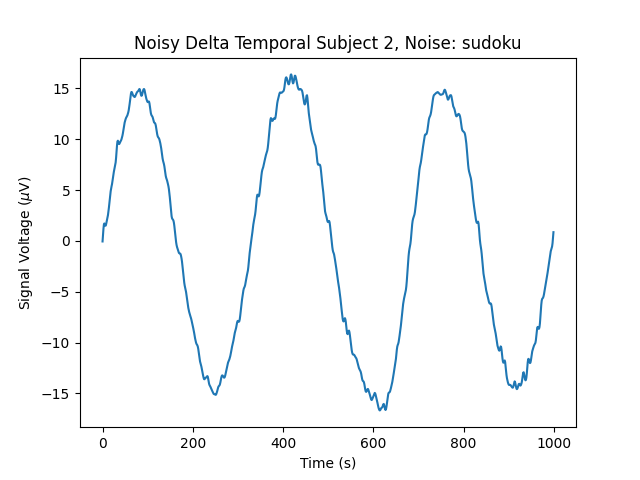 Noisy Delta Temporal Subject 2, Noise: sudoku
Signal Voltage (μV)
15
10
5
0
−5
−10
−15
0 200 400 600 800 1000
Time (s)